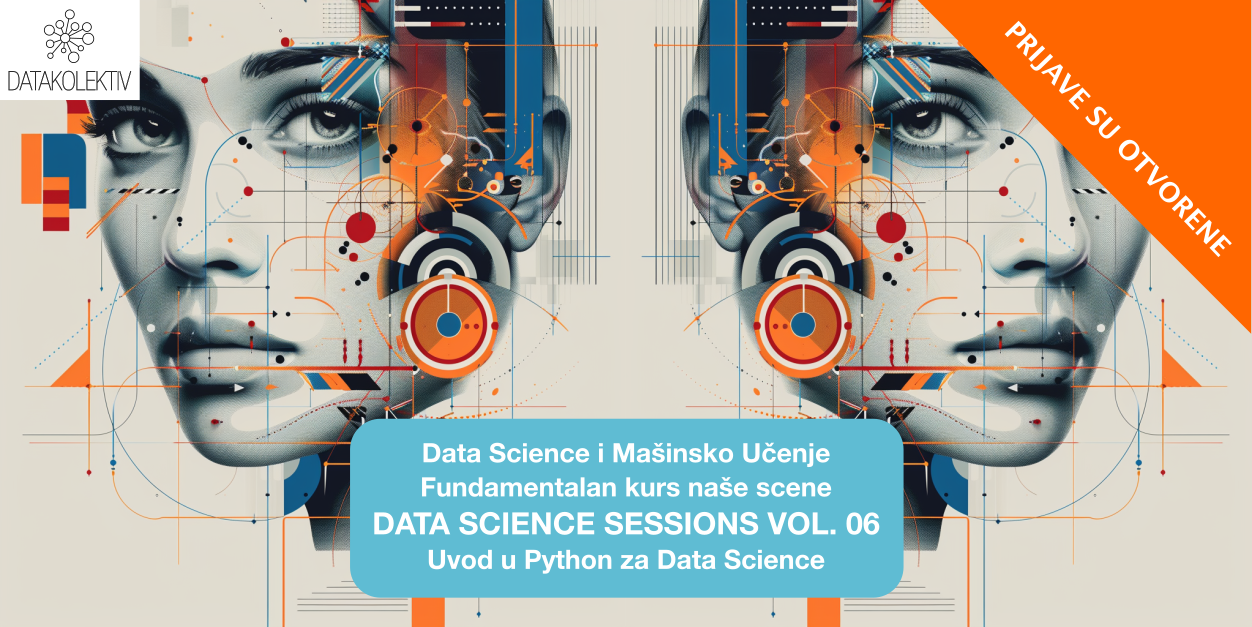 DATAKOLEKTIV
PRIJAVE SU OTVORENE
Data Science i Mašinsko Učenje
Fundamentalan kurs naše scene
DATA SCIENCE SESSIONS VOL. 06
Uvod u Python za Data Science